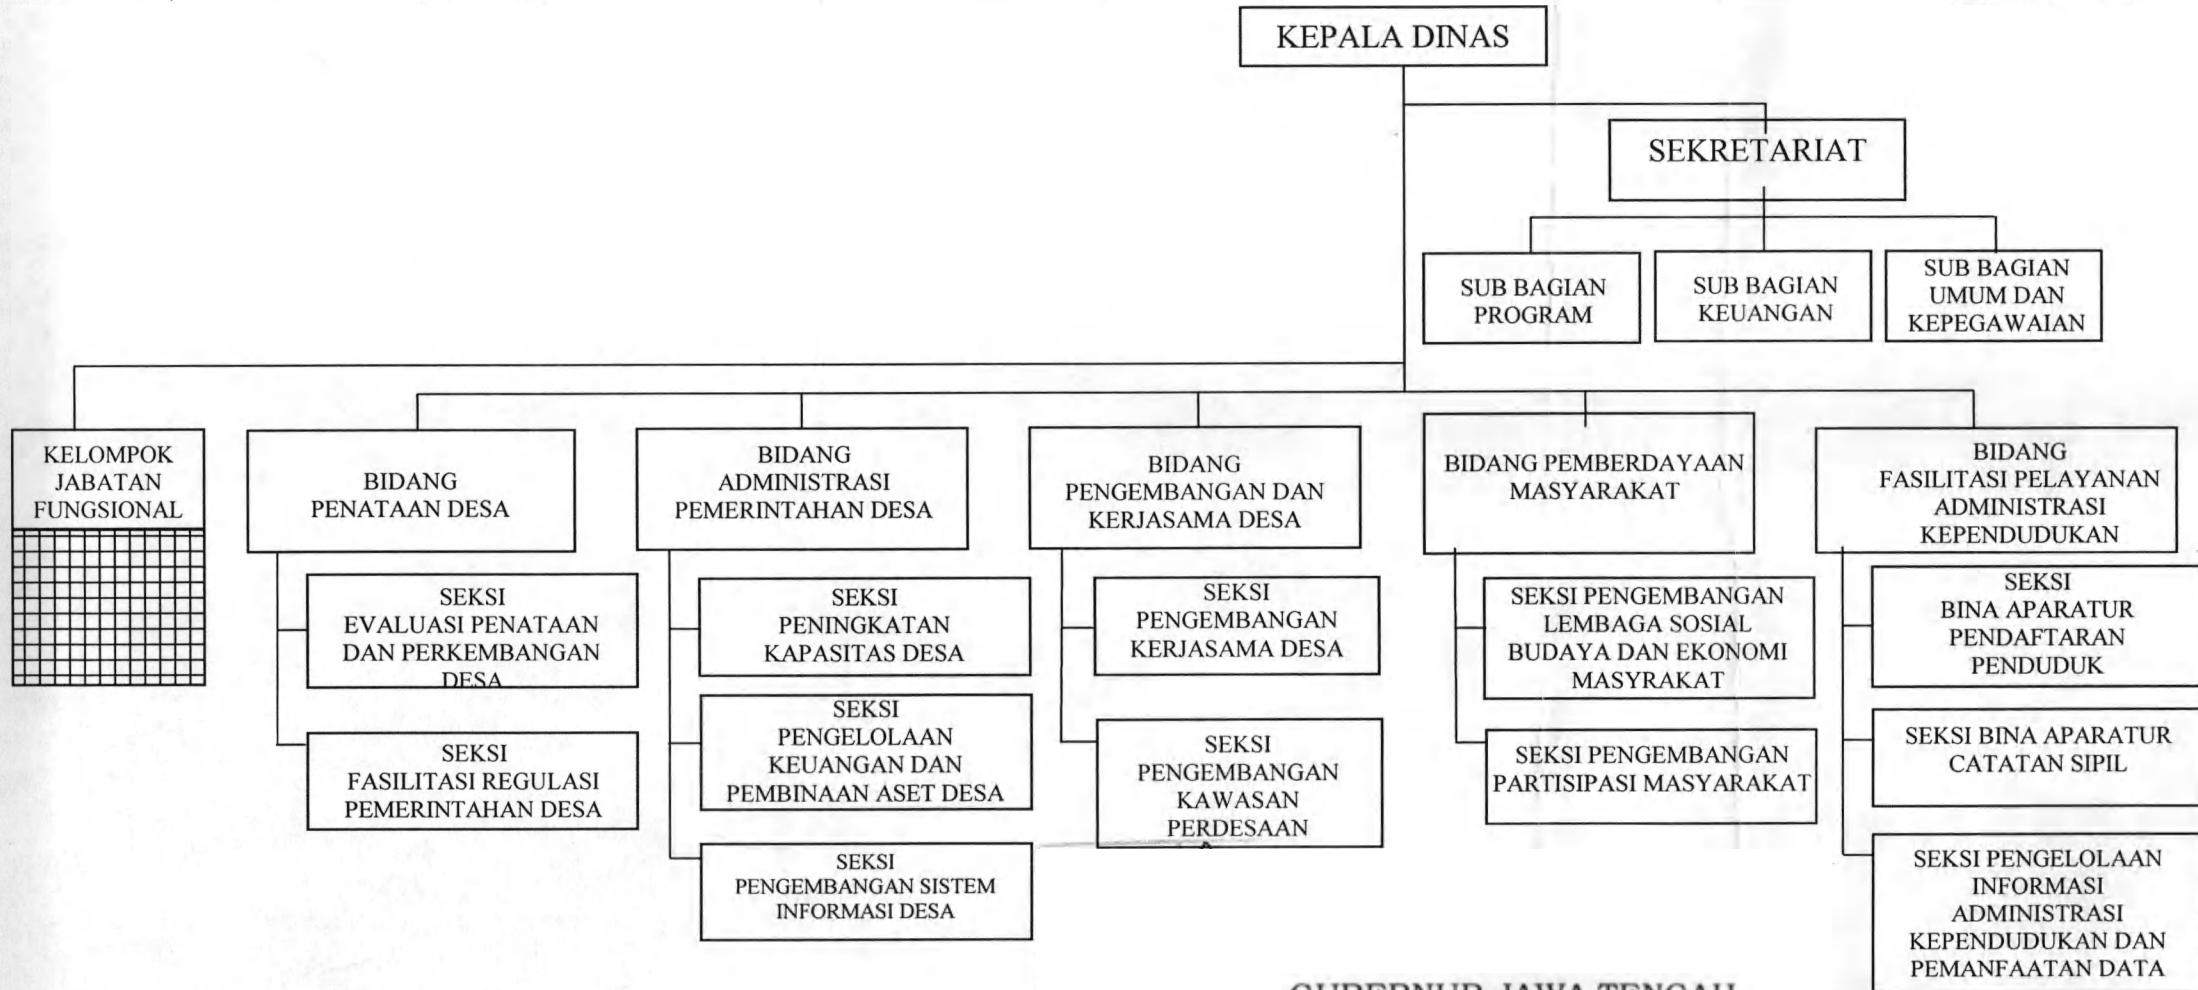 KEPALA DINAS
SEKRETARIAT
SUB BAGIAN
PROGRAM
SUB BAGIAN
KEUANGAN
SUB BAGIAN
UMUM DAN
KEPEGAWAIAN
KELOMPOK
JABATAN
FUNGSIONAL
BIDANG
PENATAAN DESA
SEKSI
EVALUASI PENATAAN
DAN PERKEMBANGAN
DESA
SEKSI
FASILITASI REGULASI
PEMERINTAHAN DESA
BIDANG
ADMINISTRASI
PEMERINTAHAN DESA
SEKSI
PENINGKATAN
KAPASITAS DESA
SEKSI
PENGELOLAAN
KEUANGAN DAN
PEMBINAAN ASET DESA
SEKSI
PENGEMBANGAN SISTEM
INFORMASI DESA
BIDANG
PENGEMBANGAN DAN
KERJASAMA DESA
SEKSI
PENGEMBANGAN
KERJASAMA DESA
SEKSI
PENGEMBANGAN
KAWASAN
PERDESAAN
BIDANG PEMBERDAYAAN
MASYARAKAT
SEKSI PENGEMBANGAN
LEMBAGA SOSIAL
BUDAYA DAN EKONOMI
MASYRAKAT
SEKSI PENGEMBANGAN
PARTISIPASI MASYARAKAT
BIDANG
FASILITASI PELAYANAN
ADMINISTRASI
KEPENDUDUKAN
SEKSI
BINA APARATUR
PENDAFTARAN
PENDUDUK
SEKSI BINA APARATUR
CATATAN SIPIL
SEKSI PENGELOLAAN
INFORMASI
ADMINISTRASI
KEPENDUDUKAN DAN
PEMANFAATAN DATA
GUBERNUR JAWA TENGAH